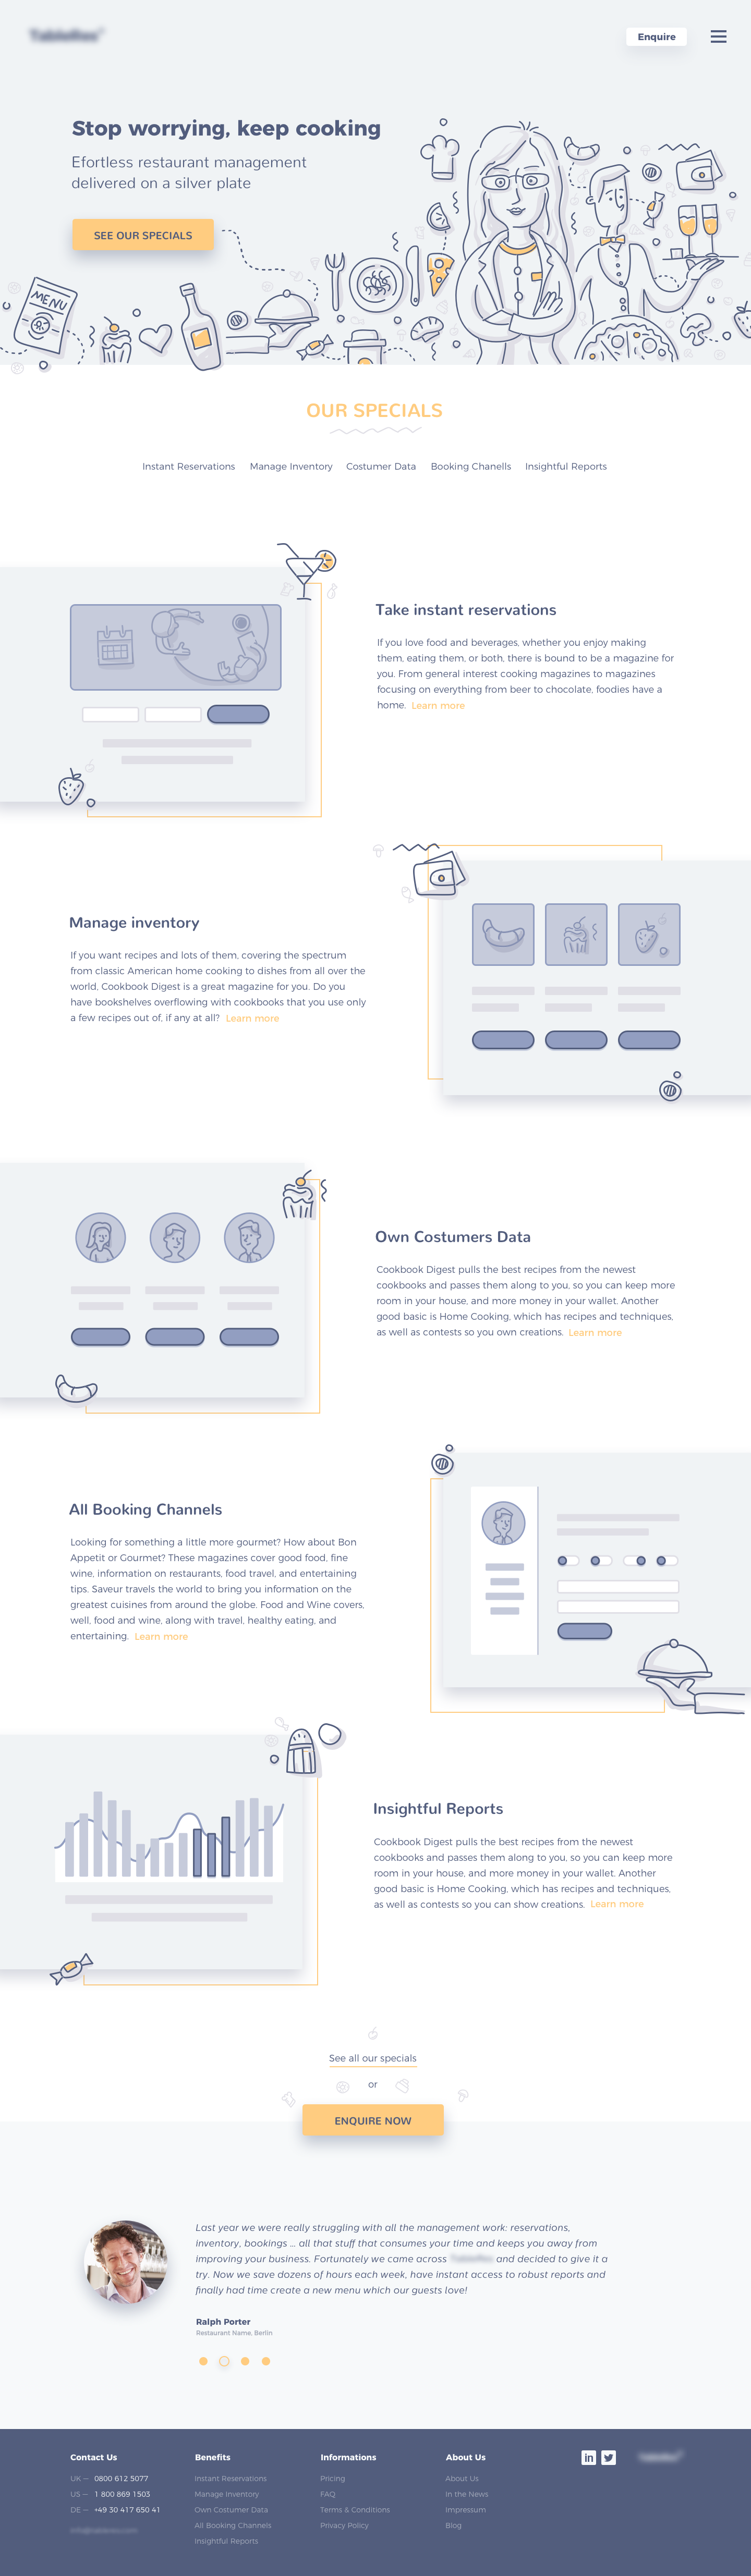 Enquire
Stop worrying, keep cooking
Efortless restaurant management
delivered on a silver plate
SEE OUR SPECIALS
MENU
OUR SPECIALS
Instant Reservations Manage Inventory Costumer Data Booking Chanells Insightful Reports
Take instant reservations
If you love food and beverages, whether you enjoy making
them, eating them, or both, there is bound to be a magazine for
you. From general interest cooking magazines to magazines
focusing on everything from beer to chocolate, foodies have a
home. Learn more
Manage inventory
If you want recipes and lots of them, covering the spectrum
from classic American home cooking to dishes from all over the
world, Cookbook Digest is a great magazine for you. Do you
have bookshelves overflowing with cookbooks that you use only
a few recipes out of, if any at all? Learn more
Own Costumers Data
Cookbook Digest pulls the best recipes from the newest
cookbooks and passes them along to you, so you can keep more
room in your house, and more money in your wallet. Another
good basic is Home Cooking, which has recipes and techniques,
as well as contests so you own creations. Learn more
All Booking Channels
Looking for something a little more gourmet? How about Bon
Appetit or Gourmet? These magazines cover good food, fine
wine, information on restaurants, food travel, and entertaining
tips. Saveur travels the world to bring you information on the
greatest cuisines from around the globe. Food and Wine covers,
well, food and wine, along with travel, healthy eating, and
entertaining. Learn more
Insightful Reports
Cookbook Digest pulls the best recipes from the newest
cookbooks and passes them along to you, so you can keep more
room in your house, and more money in your wallet. Another
good basic is Home Cooking, which has recipes and techniques,
as well as contests so you can show creations. Learn more
See all our specials
or
ENQUIRE NOW
Last year we were really struggling with all the management work: reservations,
inventory, bookings ... all that stuff that consumes your time and keeps you away from
improving your business. Fortunately we came across and decided to give it a
try. Now we save dozens of hours each week, have instant access to robust reports and
finally had time create a new menu which our guests love!
Ralph Porter
Restaurant Name, Berlin
Contact Us
UK — 0800 612 5077
US — 1 800 869 1503
DE — +49 30 417 650 41
Benefits
Instant Reservations
Manage Inventory
Own Costumer Data
All Booking Channels
Insightful Reports
Informations
Pricing
FAQ
Terms & Conditions
Privacy Policy
About Us
About Us
In the News
Impressum
Blog
in